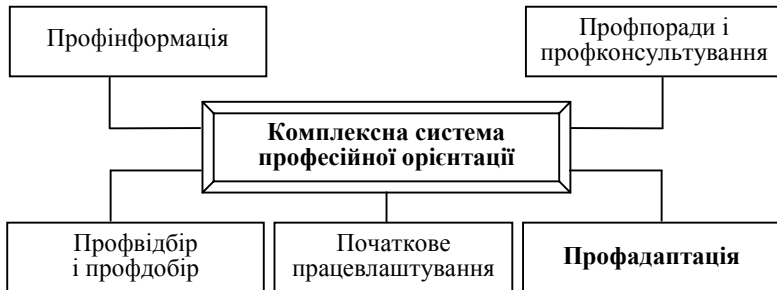 Профінформація
Профпоради і
профконсультування
Комплексна система
професійної орієнтації
Профвідбір
і профдобір
Початкове
працевлаштування
Профадаптація